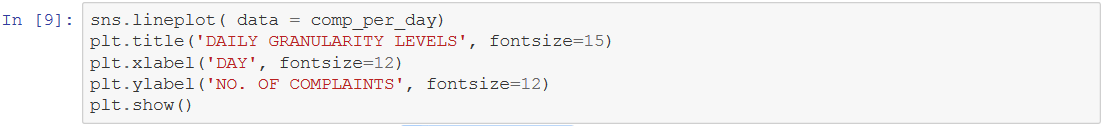 In [9]: sns.lineplot( data = comp_per_day)
plt.title('DAILY GRANULARITY LEVELS', fontsize=15)
plt.xlabel('DAY', fontsize=12)
plt.ylabel('NO. OF COMPLAINTS', fontsize=12)
plt.show()